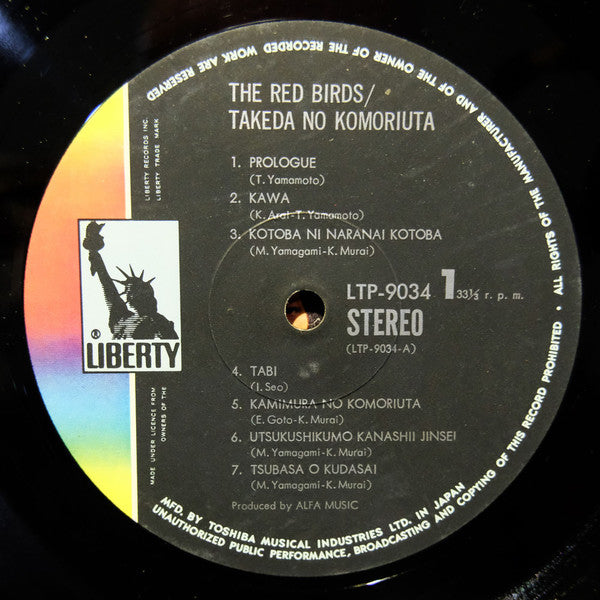 THE RED BIRDS/
TAKEDA NO KOMORIUTA
1. PROLOGUE
(T. Yamamoto)
2. KAWA
(K. Arai-T. Yamamoto)
3. KOTOBA NI NARANAI KOTOBA
(M. Yamagami-K. Murai)
LTP-9034 1 33⅓ r. p. m.
STEREO
(LTP-9034-A)
4. TABI
(I. Seo)
5. KAMIMURA NO KOMORIUTA
(E. Goto-K. Murai)
6. UTSUKUSHIKUMO KANASHII JINSEI
(M. Yamagami-K. Murai)
7. TSUBASA O KUDASAI
(M. Yamagami-K. Murai)
Produced by ALFA MUSIC
® LIBERTY
LIBERTY RECORDS INC.
LIBERTY TRADE MARK
MADE UNDER LICENCE FROM
OWNERS OF THE
MFD. BY TOSHIBA MUSICAL INDUSTRIES LTD. IN JAPAN
ALL RIGHTS OF THE MANUFACTURER AND OF THE OWNER OF THE RECORDED WORK ARE RESERVED
UNAUTHORIZED PUBLIC PERFORMANCE, BROADCASTING AND COPYING OF THIS RECORD PROHIBITED •